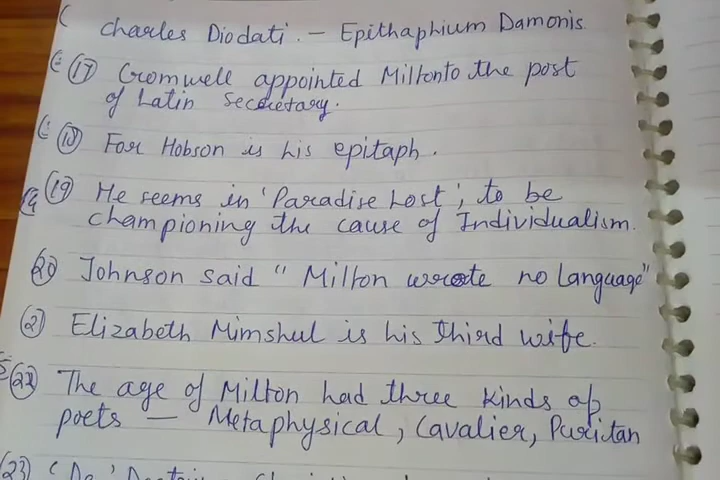 Charles Diodati. – Epithaphium Damonis.
(17) Cromwell appointed Miltonto the post
of Latin Secretary.
(18) For Hobson is his epitaph.
(19) He seems in 'Paradise Lost', to be
championing the cause of Individualism.
(20) Johnson said "Milton wrote no language"
(2) Elizabeth Mimshul is his third wife.
(22) The age of Milton had three kinds of
poets — Metaphysical, Cavalier, Puritan
(23)